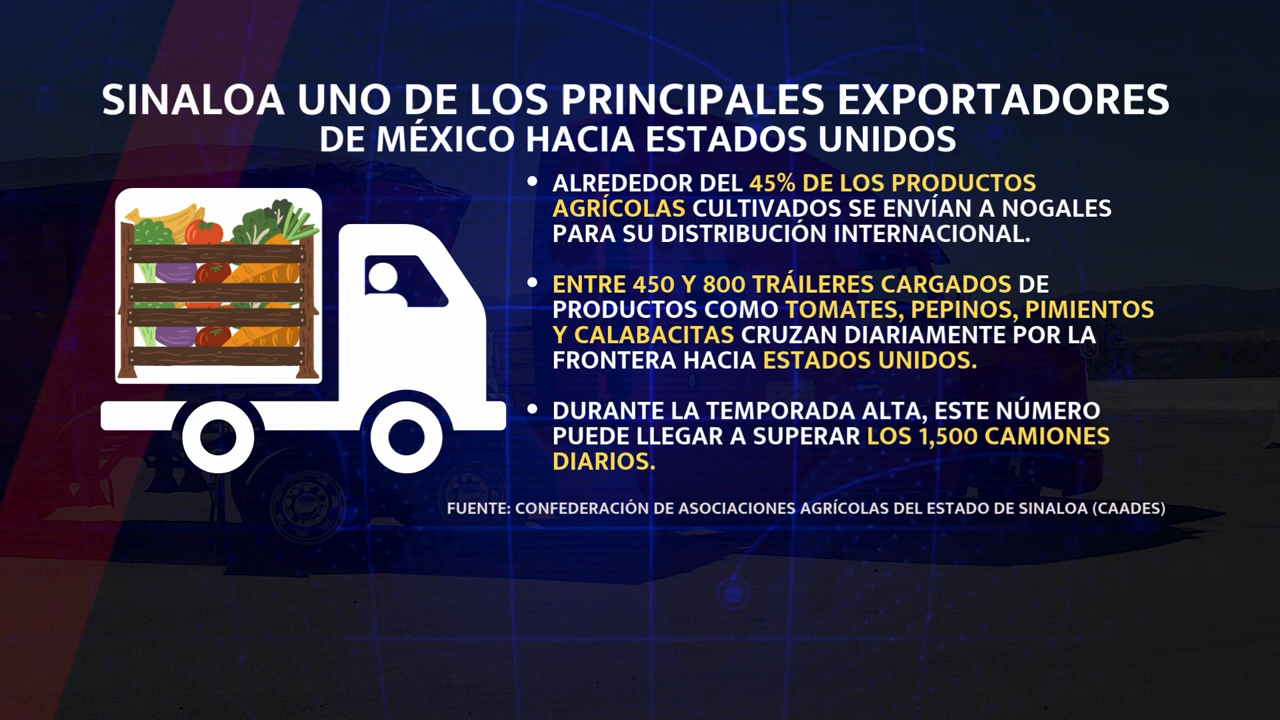 SINALOA UNO DE LOS PRINCIPALES EXPORTADORES
DE MÉXICO HACIA ESTADOS UNIDOS
• ALREDEDOR DEL 45% DE LOS PRODUCTOS
AGRÍCOLAS CULTIVADOS SE ENVÍAN A NOGALES
PARA SU DISTRIBUCIÓN INTERNACIONAL.
• ENTRE 450 Y 800 TRÁILERES CARGADOS DE
PRODUCTOS COMO TOMATES, PEPINOS, PIMIENTOS
Y CALABACITAS CRUZAN DIARIAMENTE POR LA
FRONTERA HACIA ESTADOS UNIDOS.
• DURANTE LA TEMPORADA ALTA, ESTE NÚMERO
PUEDE LLEGAR A SUPERAR LOS 1,500 CAMIONES
DIARIOS.
FUENTE: CONFEDERACIÓN DE ASOCIACIONES AGRÍCOLAS DEL ESTADO DE SINALOA (CAADES)